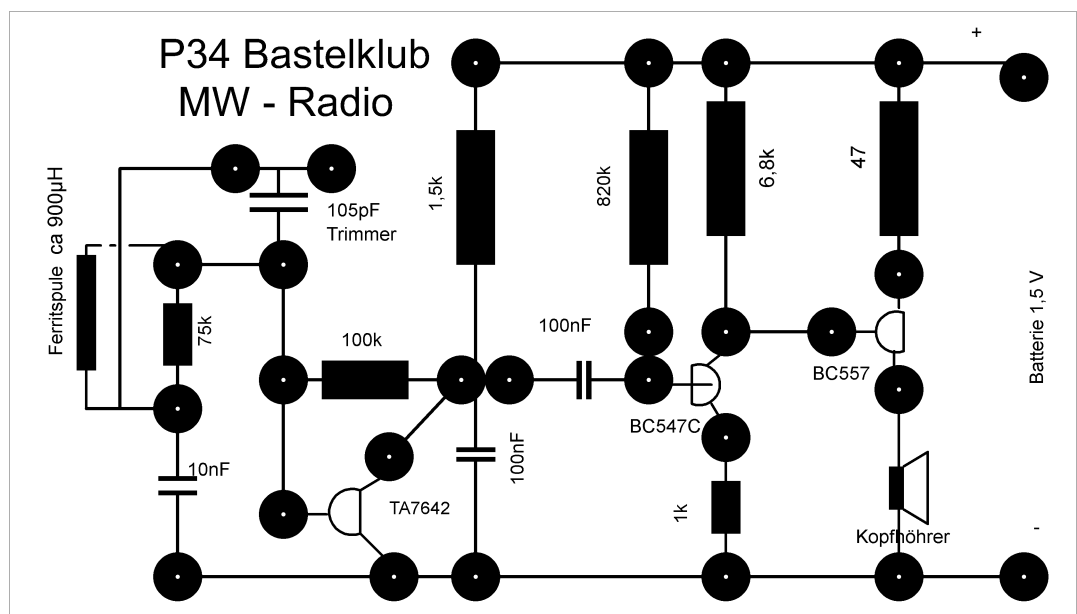 P34 Bastelklub
MW - Radio
+
Ferritspule ca 900µH
105pF
Trimmer
1,5k
820k
6,8k
47
75k
100k
100nF
BC557
Batterie 1,5 V
BC547C
10nF
100nF
TA7642
1k
Kopfhöhrer
-